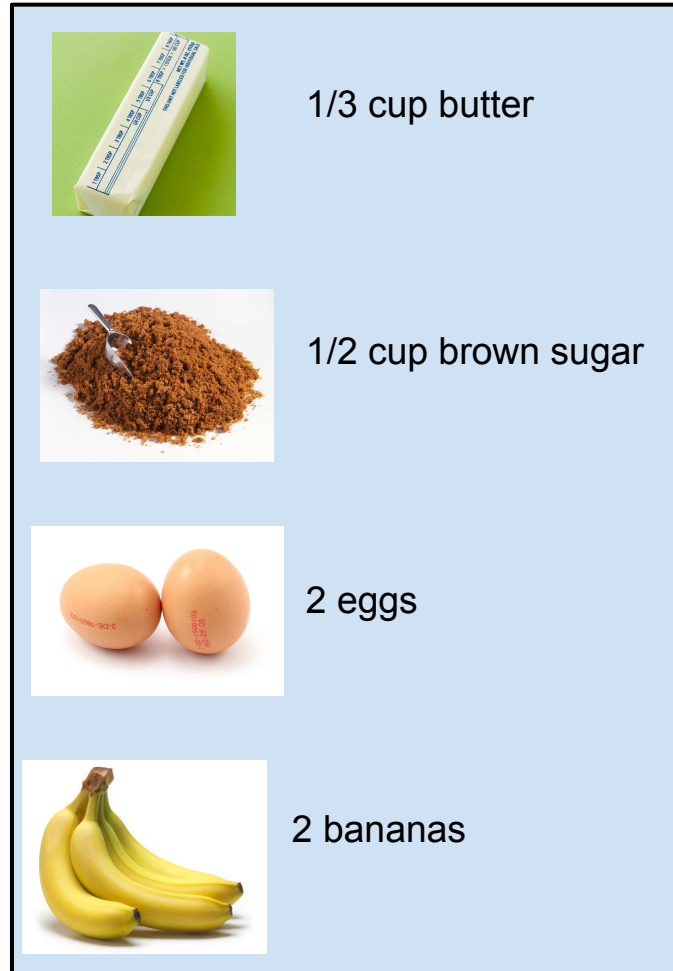 1/3 cup butter
1/2 cup brown sugar
2 eggs
2 bananas